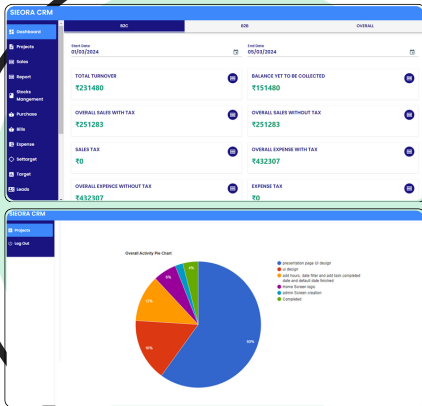 SIEORA CRM
B2C
B2B
OVERALL
Dashboard
Projects
Sales
Report
Stocks
Mangement
Purchase
Bills
Expense
Settarget
Target
Leads
Start Date
01/03/2024
End Date
05/03/2024
TOTAL TURNOVER
₹231480
BALANCE YET TO BE COLLECTED
₹151480
OVERALL SALES WITH TAX
₹251283
OVERALL SALES WITHOUT TAX
₹251283
SALES TAX
₹0
OVERALL EXPENSE WITH TAX
₹432307
OVERALL EXPENCE WITHOUT TAX
₹432307
EXPENSE TAX
₹0
SIEORA CRM
Projects
Log Out
Overall Activity Pie Chart
presentation page UI design
ui design
add hours, date filter and add task completed
date and default date finished
Home Screen logo
admin Screen creation
Completed
6%